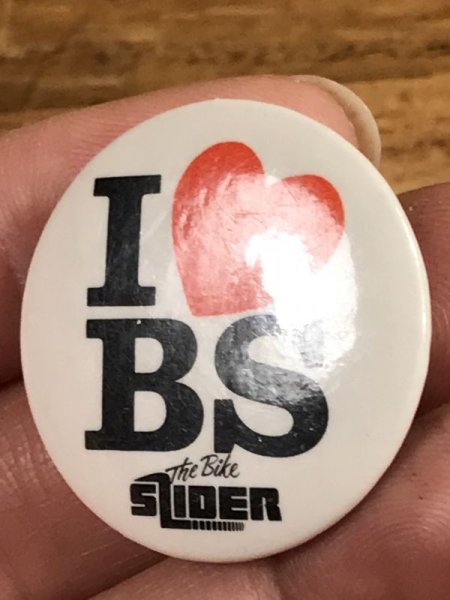 I ❤
BS
The Bike
SLIDER